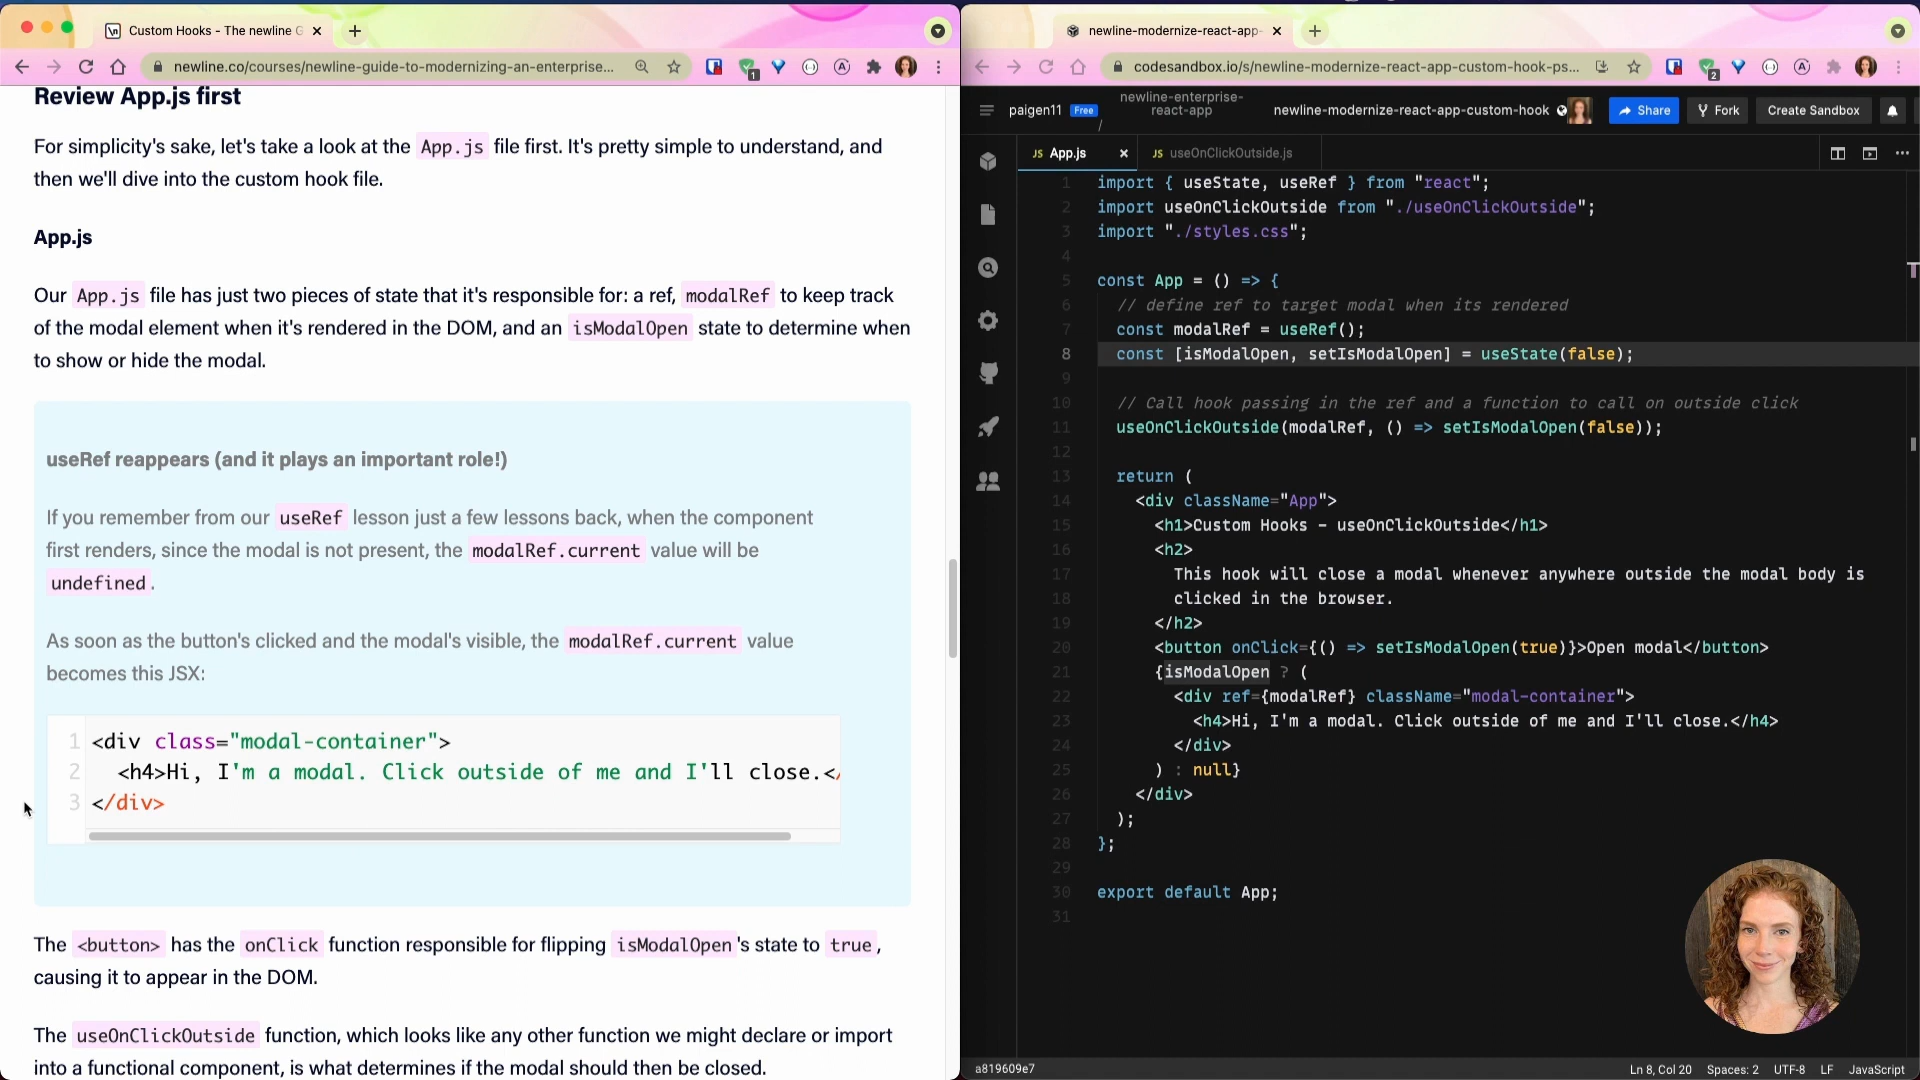 Custom Hooks - The newline G
newline.co/courses/newline-guide-to-modernizing-an-enterprise...
1
Review App.js first
For simplicity's sake, let's take a look at the App.js file first. It's pretty simple to understand, and
then we'll dive into the custom hook file.
App.js
Our App.js file has just two pieces of state that it's responsible for: a ref, modalRef to keep track
of the modal element when it's rendered in the DOM, and an isModalOpen state to determine when
to show or hide the modal.
useRef reappears (and it plays an important role!)
If you remember from our useRef lesson just a few lessons back, when the component
first renders, since the modal is not present, the modalRef.current value will be
undefined.
As soon as the button's clicked and the modal's visible, the modalRef.current value
becomes this JSX:
1 <div class="modal-container">
2   <h4>Hi, I'm a modal. Click outside of me and I'll close.</
3 </div>
The <button> has the onClick function responsible for flipping isModalOpen's state to true,
causing it to appear in the DOM.
The useOnClickOutside function, which looks like any other function we might declare or import
into a functional component, is what determines if the modal should then be closed.
newline-modernize-react-app-
codesandbox.io/s/newline-modernize-react-app-custom-hook-ps...
2
paigen11 Free
newline-enterprise-
react-app
/
newline-modernize-react-app-custom-hook
Share
Fork
Create Sandbox
JS App.js
JS useOnClickOutside.js
1 import { useState, useRef } from "react";
2 import useOnClickOutside from "./useOnClickOutside";
3 import "./styles.css";
4
5 const App = () => {
6   // define ref to target modal when its rendered
7   const modalRef = useRef();
8   const [isModalOpen, setIsModalOpen] = useState(false);
9
10   // Call hook passing in the ref and a function to call on outside click
11   useOnClickOutside(modalRef, () => setIsModalOpen(false));
12
13   return (
14     <div className="App">
15       <h1>Custom Hooks - useOnClickOutside</h1>
16       <h2>
17         This hook will close a modal whenever anywhere outside the modal body is
18         clicked in the browser.
19       </h2>
20       <button onClick={() => setIsModalOpen(true)}>Open modal</button>
21       {isModalOpen ? (
22         <div ref={modalRef} className="modal-container">
23           <h4>Hi, I'm a modal. Click outside of me and I'll close.</h4>
24         </div>
25       ) : null}
26     </div>
27   );
28 };
29
30 export default App;
31
a819609e7
Ln 8, Col 20 Spaces: 2 UTF-8 LF JavaScript